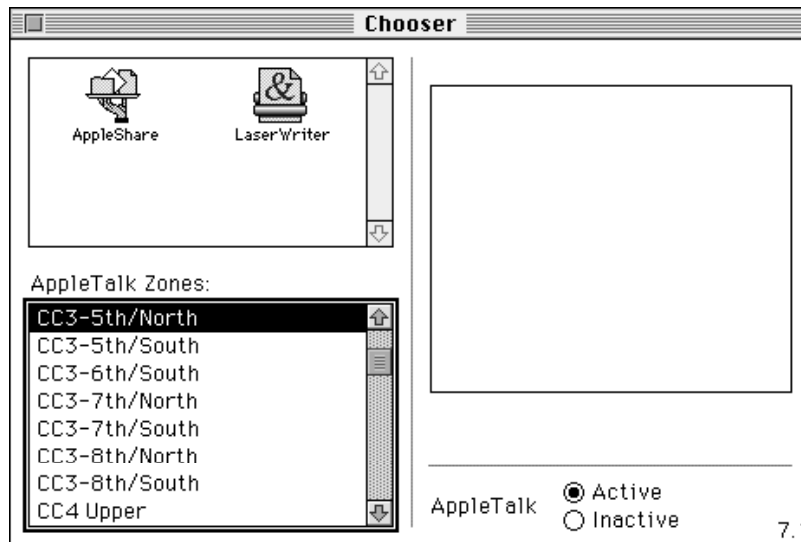 Chooser
AppleShare LaserWriter
AppleTalk Zones:
CC3-5th/North
CC3-5th/South
CC3-6th/South
CC3-7th/North
CC3-7th/South
CC3-8th/North
CC3-8th/South
CC4 Upper
AppleTalk
Active
Inactive
7.